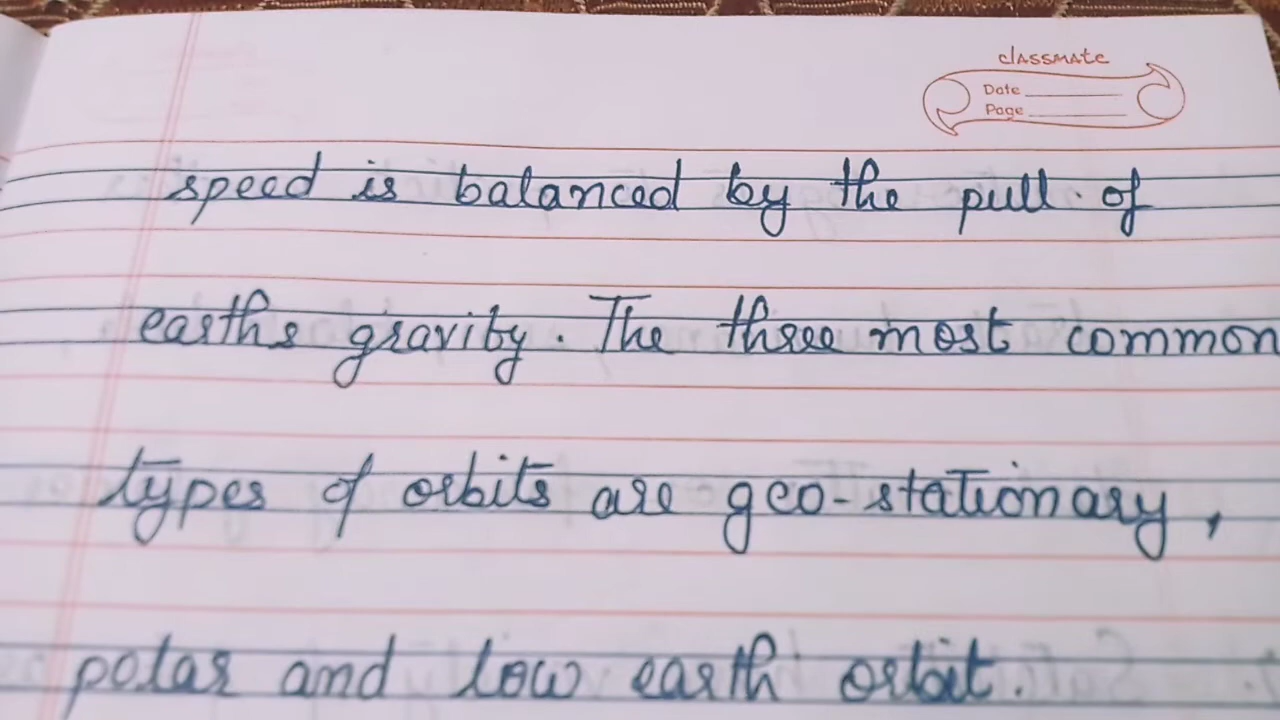 classmate
Date
Page
speed is balanced by the pull of
earths gravity. The three most common
types of orbits are geo-stationary,
polar and low earth orbit.